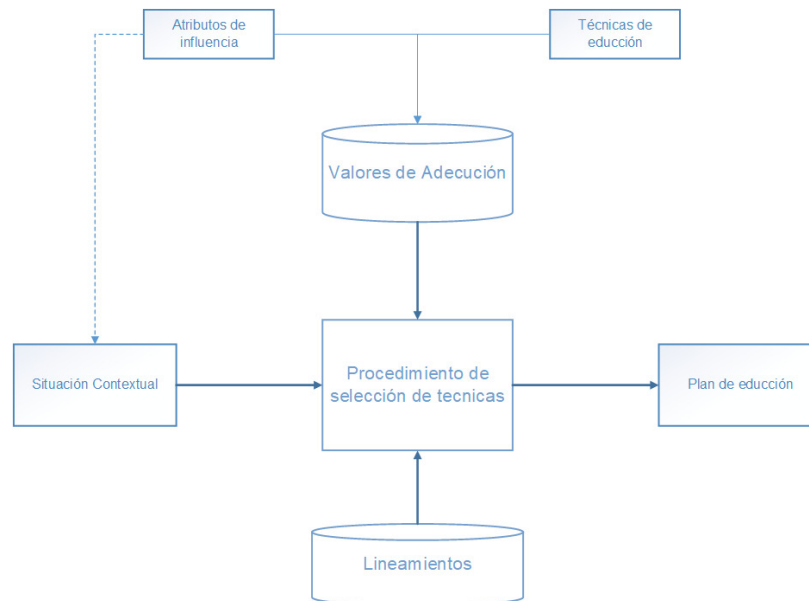 Atributos de
influencia
Técnicas de
educción
Valores de Adecución
Situación Contextual
Procedimiento de
selección de tecnicas
Plan de educción
Lineamientos